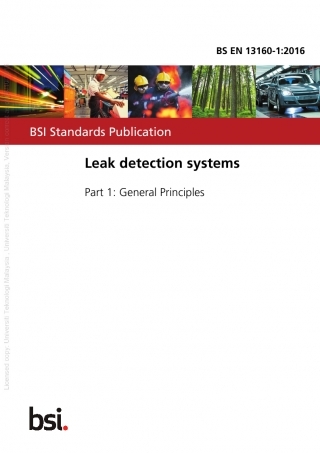 BS EN 13160-1:2016
BSI Standards Publication
Leak detection systems
Part 1: General Principles
bsi.
Licensed copy: Universiti Teknologi Malaysia, Universiti Teknologi Malaysia, Version